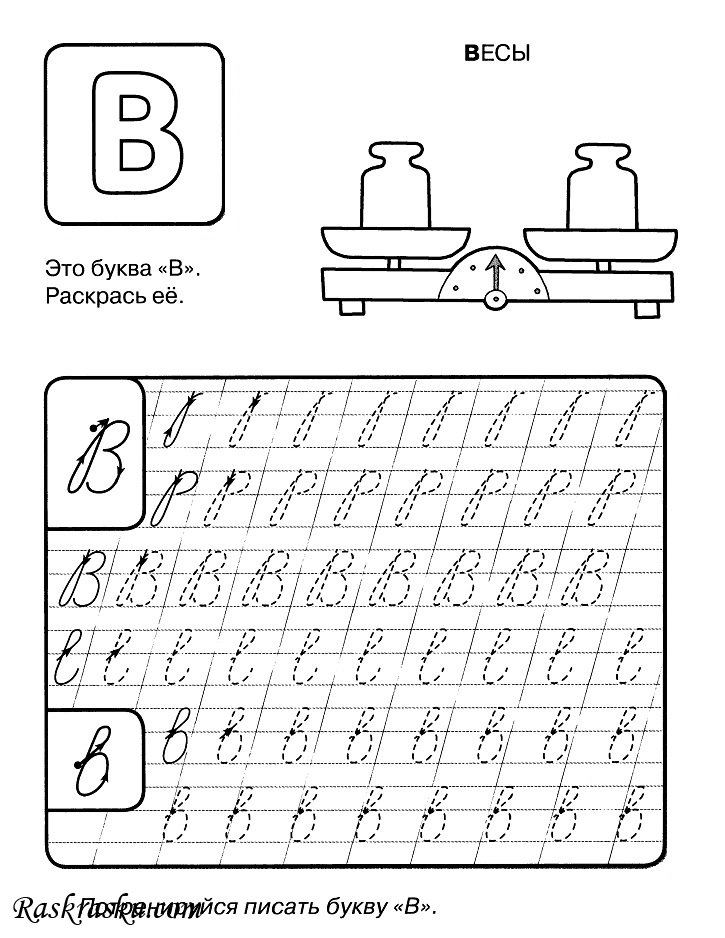 В
ВЕСЫ
Это буква «В».
Раскрась её.
В
В В В В В В В В В
в
в в в в в в в в
в в в в в в в в
Raskraska.com
Потренируйся писать букву «В».